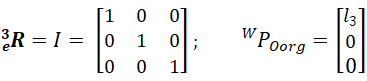 ³ₑR = I = [1 0 0; 0 1 0; 0 0 1] ; ᵂP_Oorg = [l₃; 0; 0]